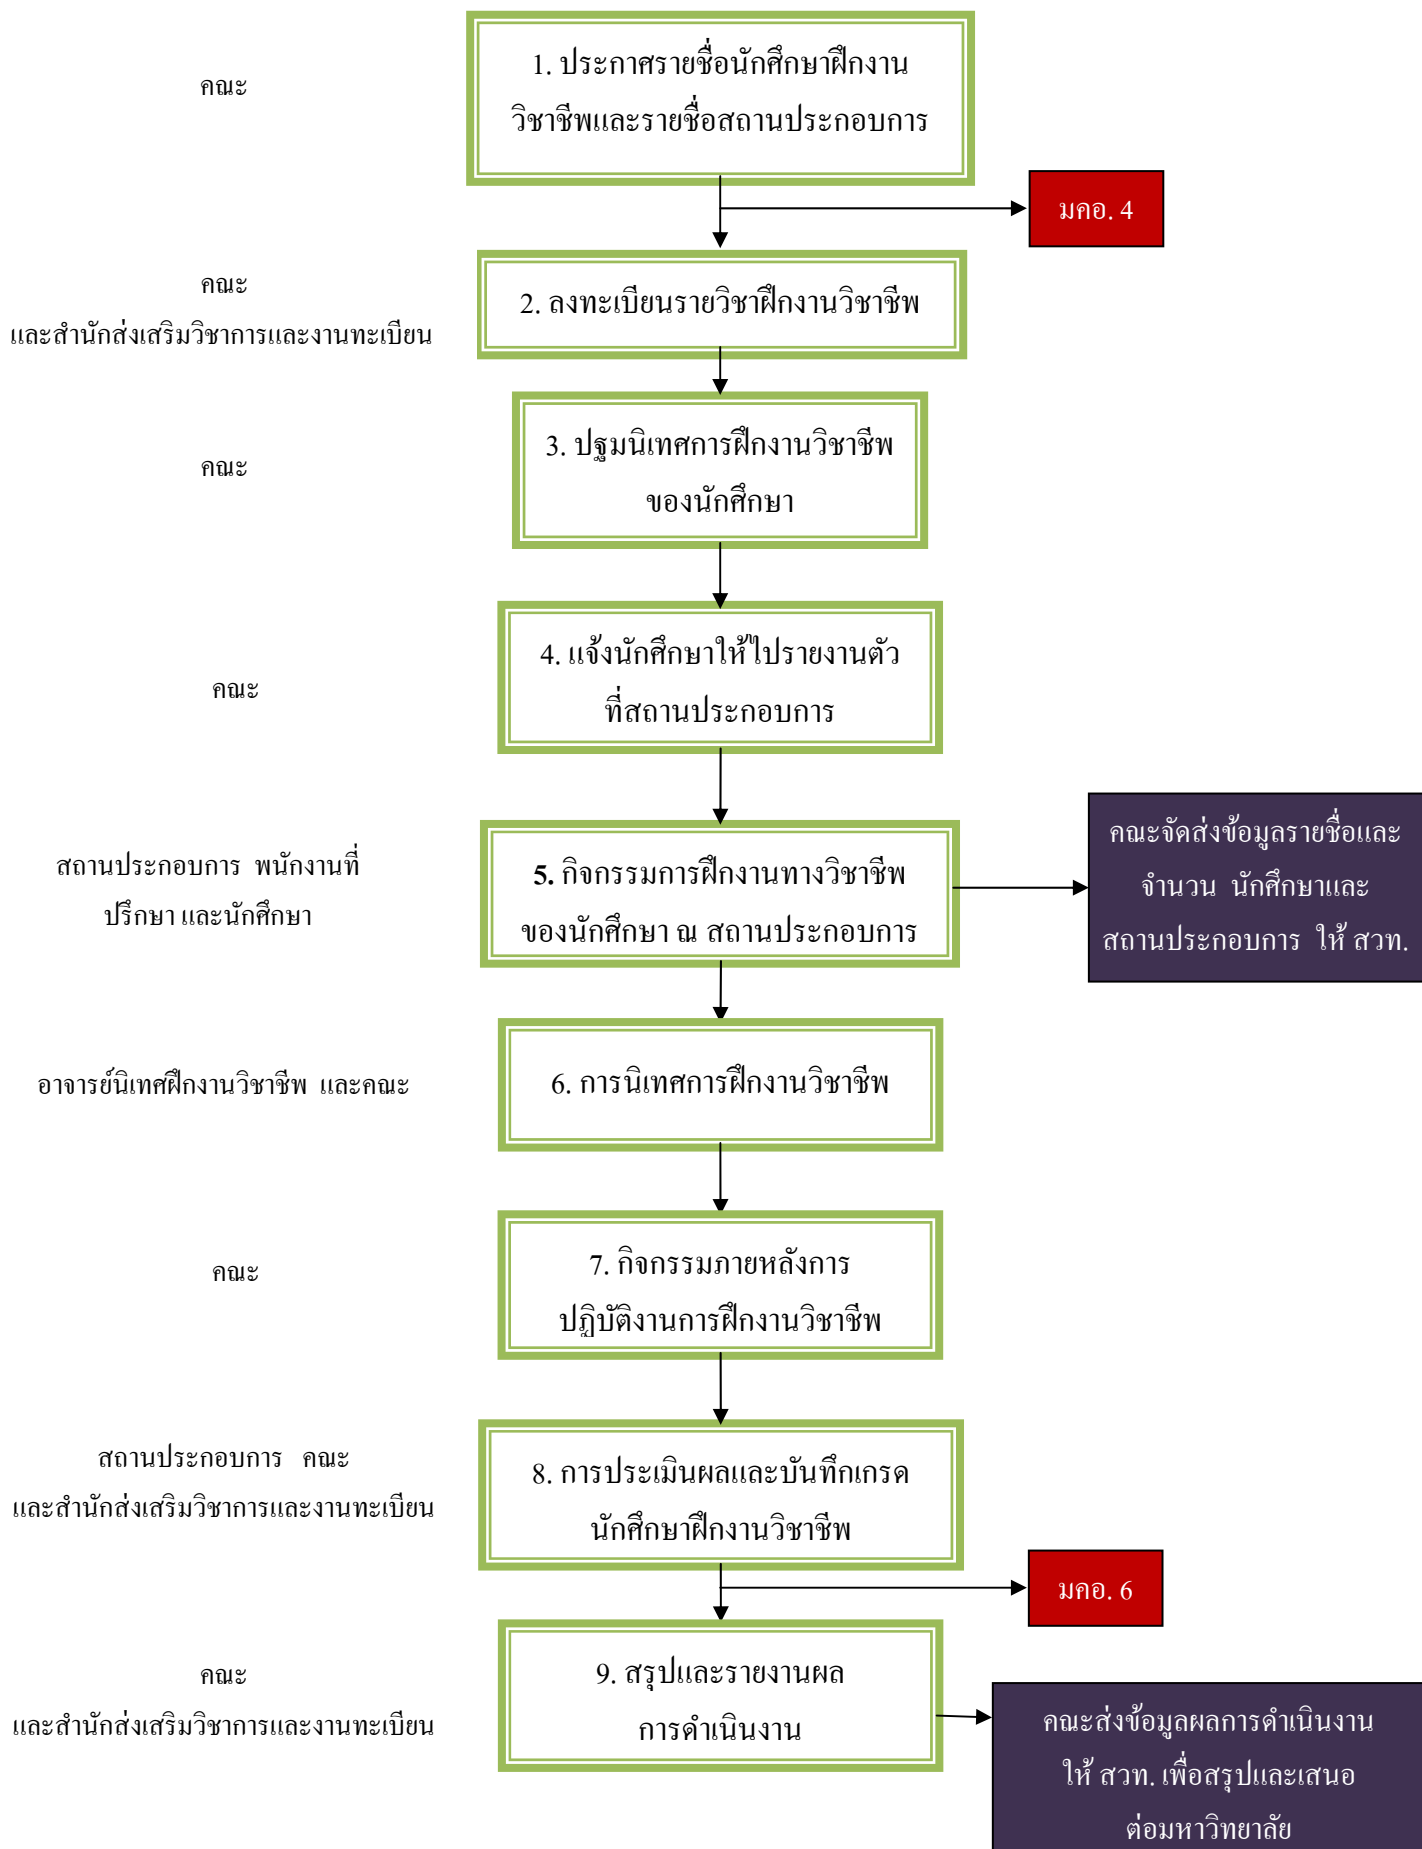 คณะ
1. ประกาศรายชื่อนักศึกษาฝึกงาน
วิชาชีพและรายชื่อสถานประกอบการ
มคอ. 4
คณะ
และสำนักส่งเสริมวิชาการและงานทะเบียน
2. ลงทะเบียนรายวิชาฝึกงานวิชาชีพ
คณะ
3. ปฐมนิเทศการฝึกงานวิชาชีพ
ของนักศึกษา
คณะ
4. แจ้งนักศึกษาให้ไปรายงานตัว
ที่สถานประกอบการ
สถานประกอบการ พนักงานที่
ปรึกษา และนักศึกษา
5. กิจกรรมการฝึกงานทางวิชาชีพ
ของนักศึกษา ณ สถานประกอบการ
คณะจัดส่งข้อมูลรายชื่อและ
จำนวน นักศึกษาและ
สถานประกอบการ ให้ สวท.
อาจารย์นิเทศฝึกงานวิชาชีพ และคณะ
6. การนิเทศการฝึกงานวิชาชีพ
คณะ
7. กิจกรรมภายหลังการ
ปฏิบัติงานการฝึกงานวิชาชีพ
สถานประกอบการ คณะ
และสำนักส่งเสริมวิชาการและงานทะเบียน
8. การประเมินผลและบันทึกเกรด
นักศึกษาฝึกงานวิชาชีพ
มคอ. 6
คณะ
และสำนักส่งเสริมวิชาการและงานทะเบียน
9. สรุปและรายงานผล
การดำเนินงาน
คณะส่งข้อมูลผลการดำเนินงาน
ให้ สวท. เพื่อสรุปและเสนอ
ต่อมหาวิทยาลัย